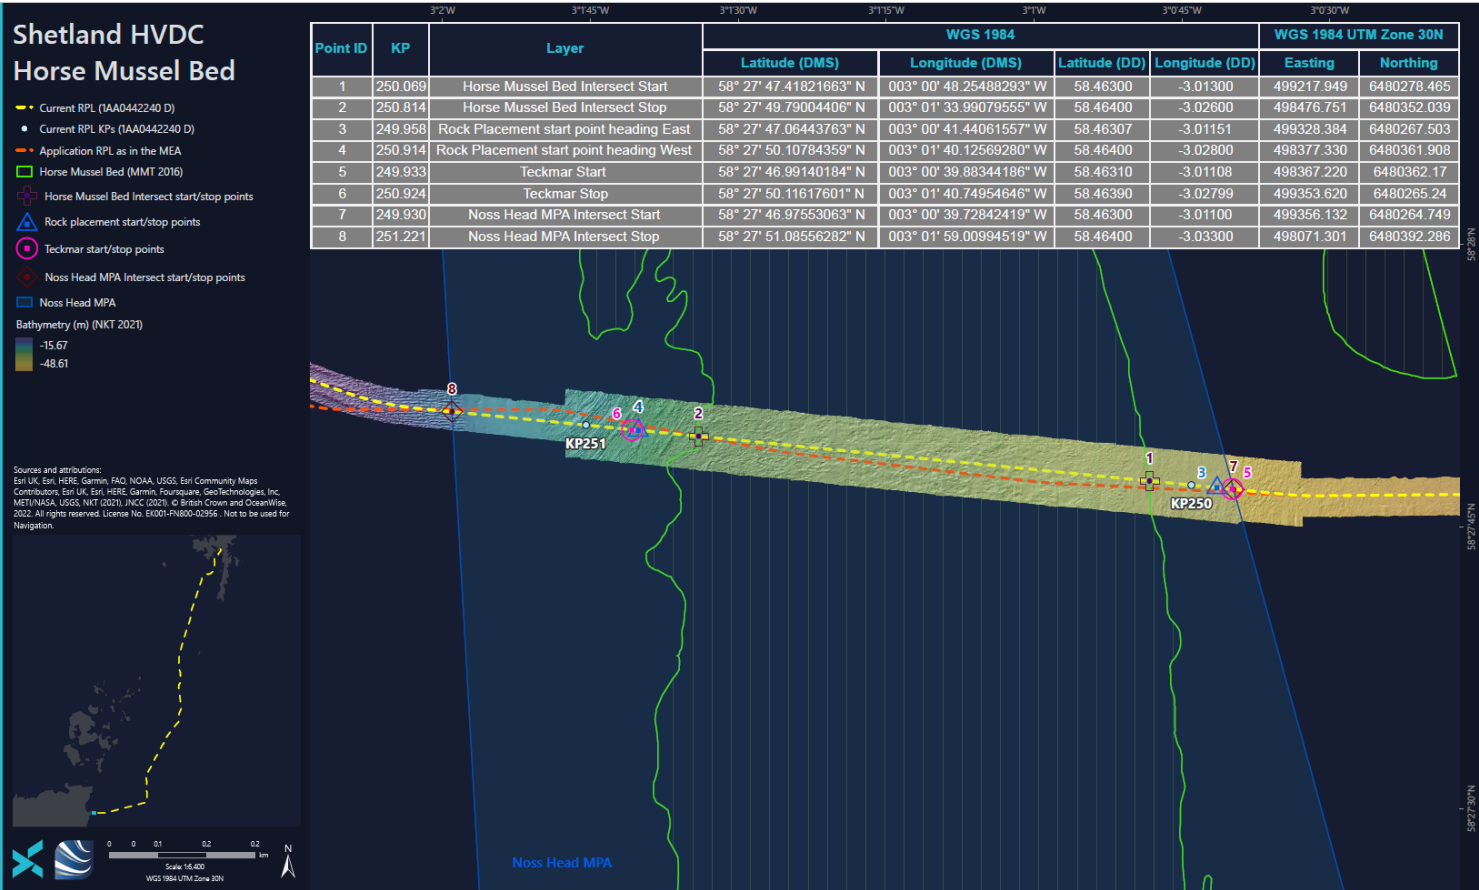 Shetland HVDC
Horse Mussel Bed
Current RPL (1AA0442240 D)
Current RPL KPs (1AA0442240 D)
Application RPL as in the MEA
Horse Mussel Bed (MMT 2016)
Horse Mussel Bed Intersect start/stop points
Rock placement start/stop points
Teckmar start/stop points
Noss Head MPA Intersect start/stop points
Noss Head MPA
Bathymetry (m) (NKT 2021)
-15.67
-48.61
Sources and attributions:
Esri UK, Esri, HERE, Garmin, FAO, NOAA, USGS, Esri Community Maps
Contributors, Esri UK, Esri, HERE, Garmin, Foursquare, GeoTechnologies, Inc,
METI/NASA, USGS, NKT (2021), JNCC (2021). © British Crown and OceanWise,
2022. All rights reserved. License No. EK001-FN800-02956 . Not to be used for
Navigation.
0 0 0.1 0.2 0.2
km
N
Scale: 1:6,400
WGS 1984 UTM Zone 30N
3°2'W 3°1'45"W 3°1'30"W 3°1'15"W 3°1'W 3°0'45"W 3°0'30"W
Point ID KP Layer WGS 1984 WGS 1984 UTM Zone 30N
Latitude (DMS) Longitude (DMS) Latitude (DD) Longitude (DD) Easting Northing
1 250.069 Horse Mussel Bed Intersect Start 58° 27' 47.41821663" N 003° 00' 48.25488293" W 58.46300 -3.01300 499217.949 6480278.465
2 250.814 Horse Mussel Bed Intersect Stop 58° 27' 49.79004406" N 003° 01' 33.99079555" W 58.46400 -3.02600 498476.751 6480352.039
3 249.958 Rock Placement start point heading East 58° 27' 47.06443763" N 003° 00' 41.44061557" W 58.46307 -3.01151 499328.384 6480267.503
4 250.914 Rock Placement start point heading West 58° 27' 50.10784359" N 003° 01' 40.12569280" W 58.46400 -3.02800 498377.330 6480361.908
5 249.933 Teckmar Start 58° 27' 46.99140184" N 003° 00' 39.88344186" W 58.46310 -3.01108 498367.220 6480362.17
6 250.924 Teckmar Stop 58° 27' 50.11617601" N 003° 01' 40.74954646" W 58.46390 -3.02799 499353.620 6480265.24
7 249.930 Noss Head MPA Intersect Start 58° 27' 46.97553063" N 003° 00' 39.72842419" W 58.46300 -3.01100 499356.132 6480264.749
8 251.221 Noss Head MPA Intersect Stop 58° 27' 51.08556282" N 003° 01' 59.00994519" W 58.46400 -3.03300 498071.301 6480392.286
58°28'N
8
6 4
2
KP251
1
3 7 5
KP250
58°27'45"N
58°27'30"N
Noss Head MPA